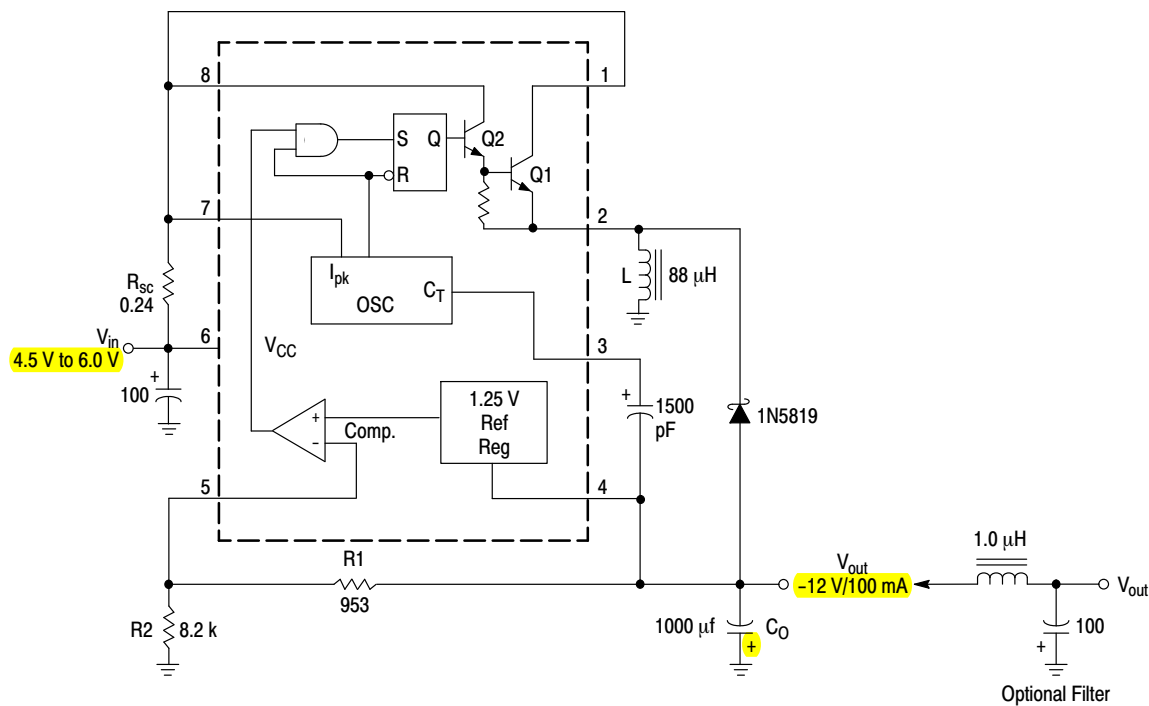 8
1
S Q
Q2
R
Q1
7
2
Ipk
CT
OSC
L
88 µH
Rsc
0.24
Vin
6
4.5 V to 6.0 V
VCC
3
+
100
1.25 V
Ref
Reg
+
1500
pF
1N5819
+
−
Comp.
5
4
R1
953
1.0 µH
Vout
−12 V/100 mA
Vout
R2
8.2 k
1000 µf
CO
+
100
+
Optional Filter